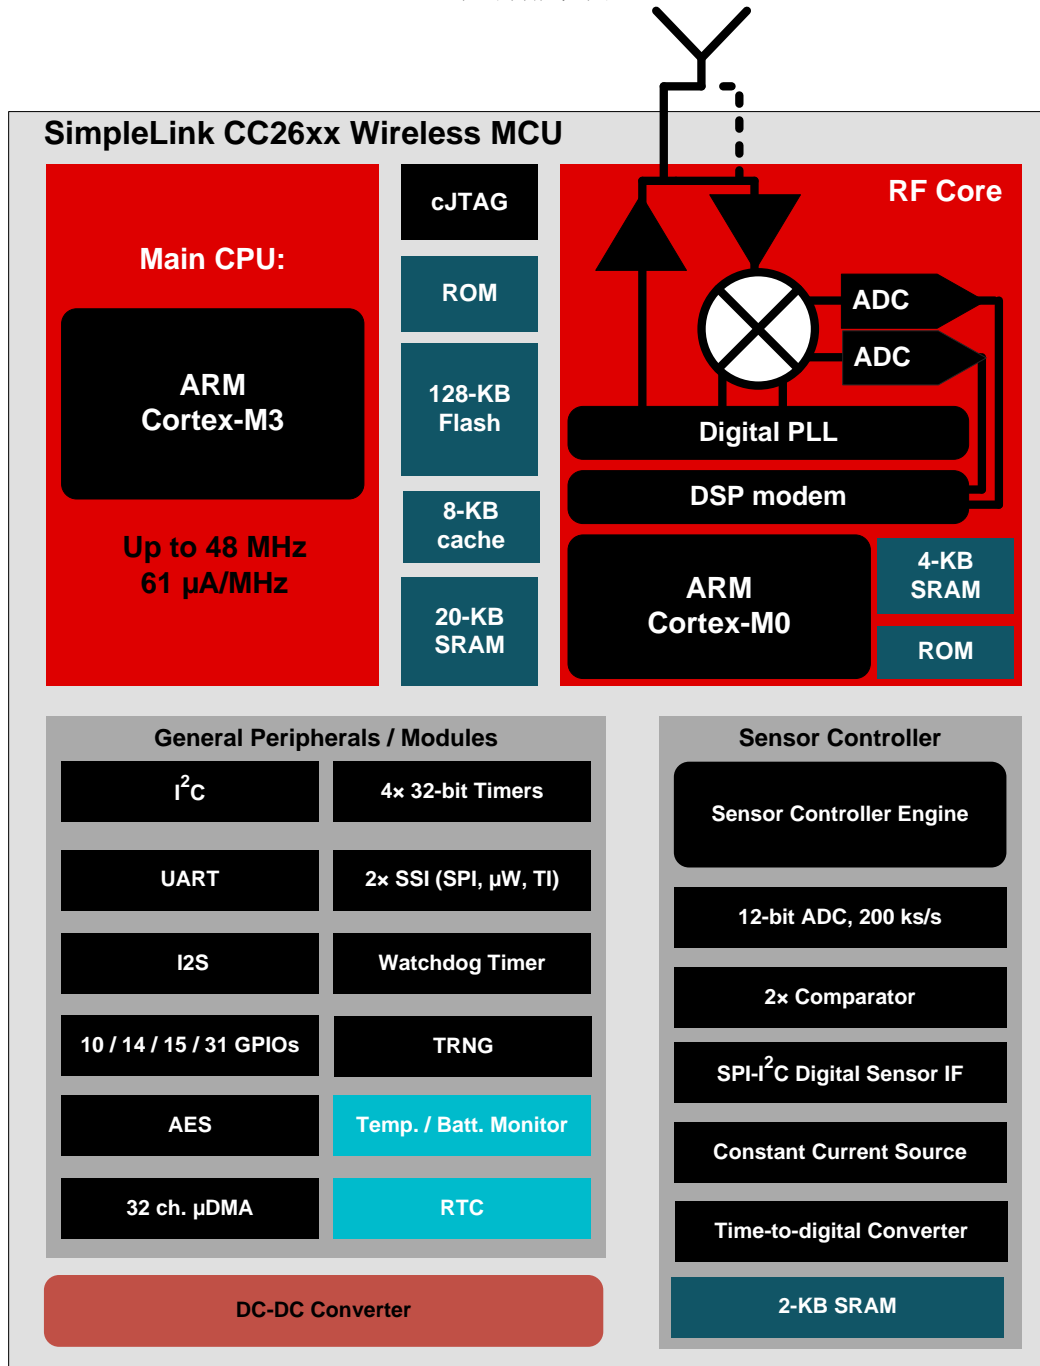 SimpleLink CC26xx Wireless MCU
Main CPU:
ARM
Cortex-M3
Up to 48 MHz
61 µA/MHz
cJTAG
ROM
128-KB
Flash
8-KB
cache
20-KB
SRAM
RF Core
ADC
ADC
Digital PLL
DSP modem
ARM
Cortex-M0
4-KB
SRAM
ROM
General Peripherals / Modules
I²C
4× 32-bit Timers
UART
2× SSI (SPI, µW, TI)
I2S
Watchdog Timer
10 / 14 / 15 / 31 GPIOs
TRNG
AES
Temp. / Batt. Monitor
32 ch. µDMA
RTC
Sensor Controller
Sensor Controller Engine
12-bit ADC, 200 ks/s
2× Comparator
SPI-I²C Digital Sensor IF
Constant Current Source
Time-to-digital Converter
2-KB SRAM
DC-DC Converter